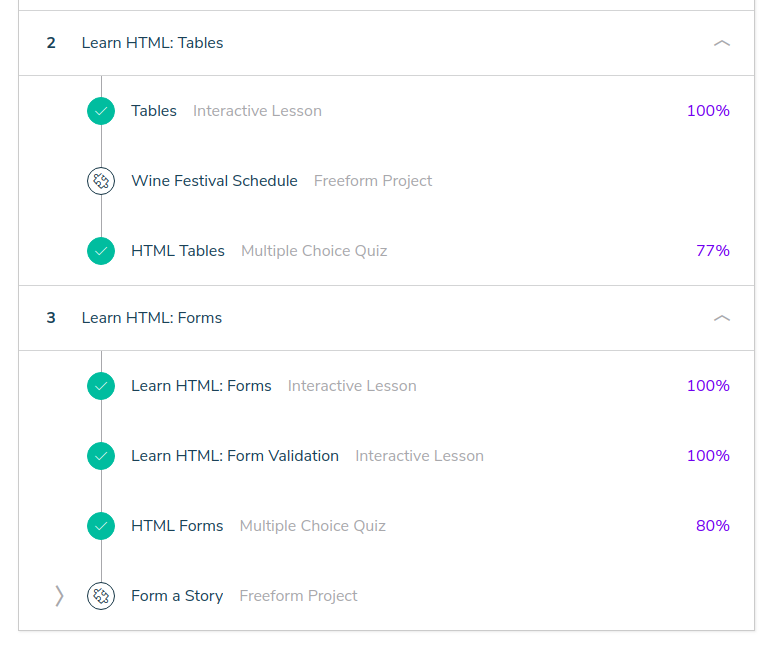 2 Learn HTML: Tables
Tables Interactive Lesson 100%
Wine Festival Schedule Freeform Project
HTML Tables Multiple Choice Quiz 77%
3 Learn HTML: Forms
Learn HTML: Forms Interactive Lesson 100%
Learn HTML: Form Validation Interactive Lesson 100%
HTML Forms Multiple Choice Quiz 80%
Form a Story Freeform Project